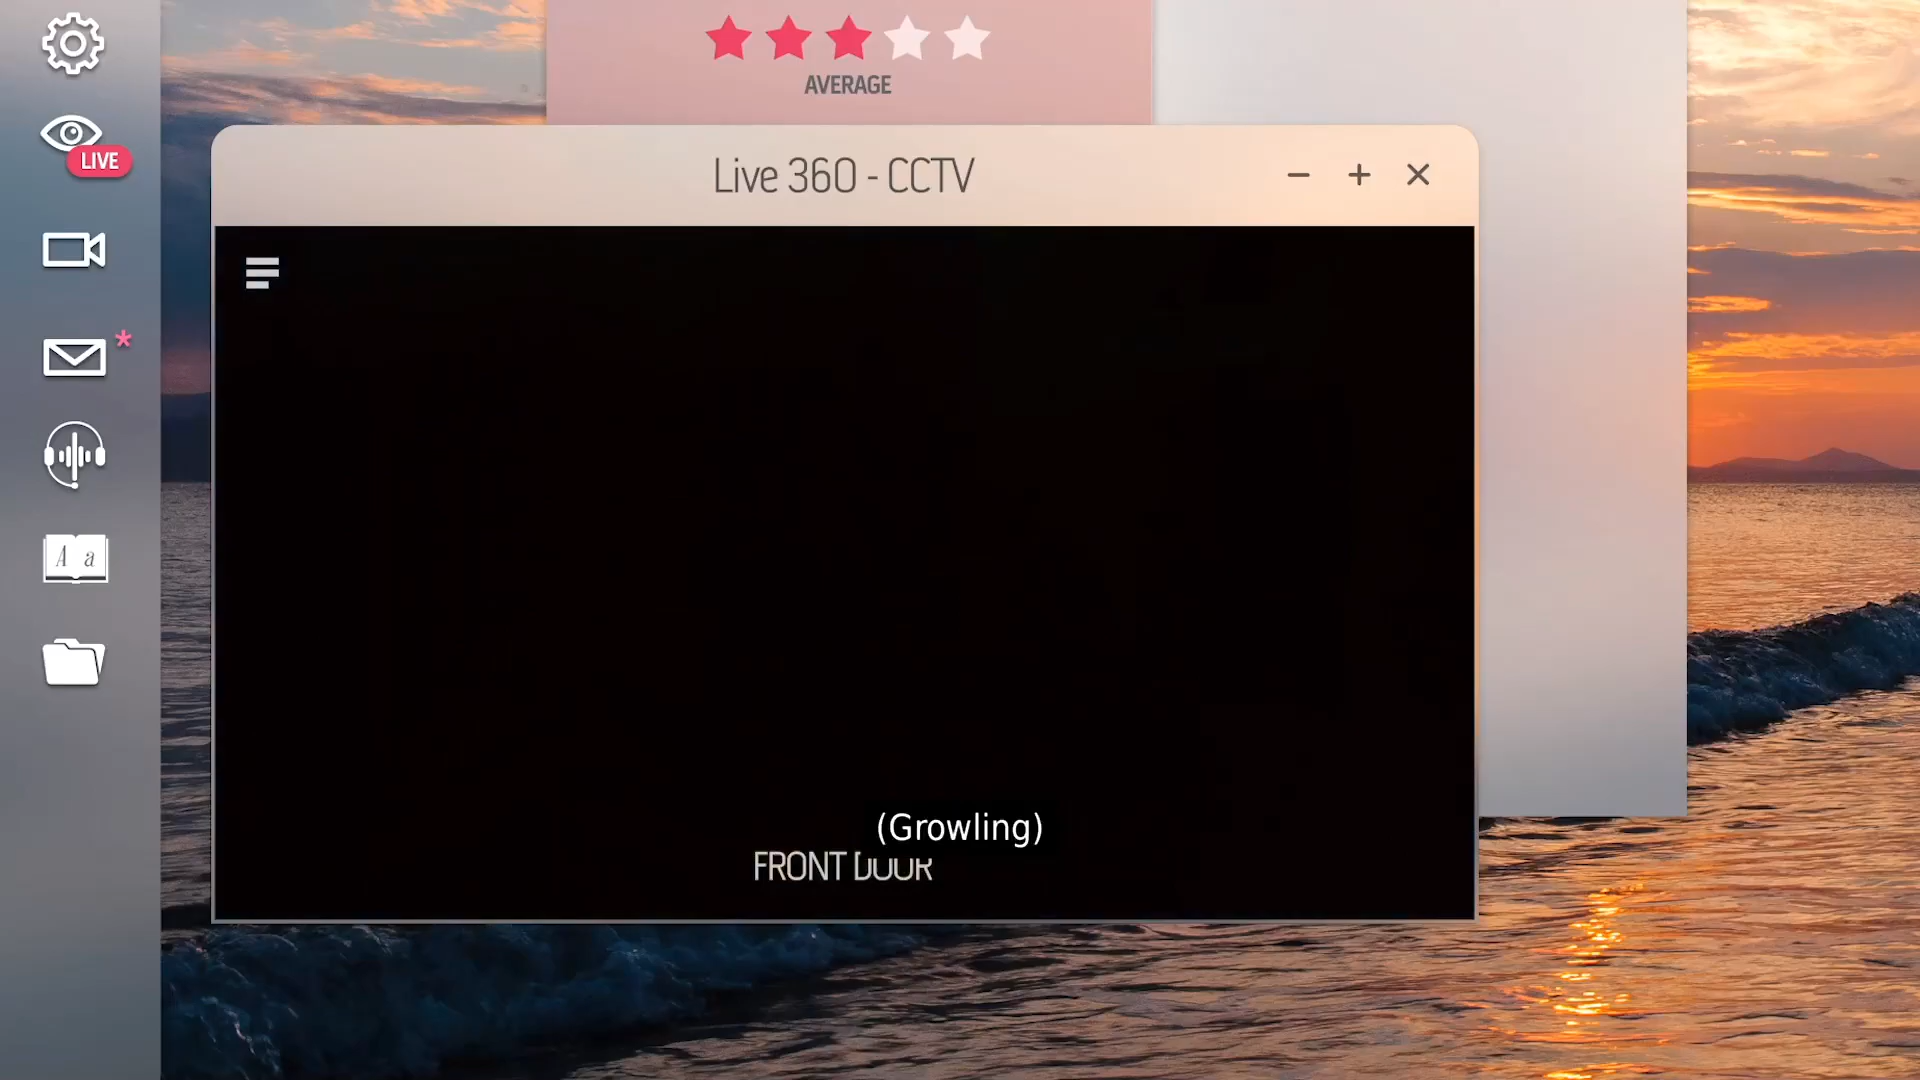 AVERAGE
LIVE
Live 360 - CCTV
A a
(Growling)
FRONT DOOR